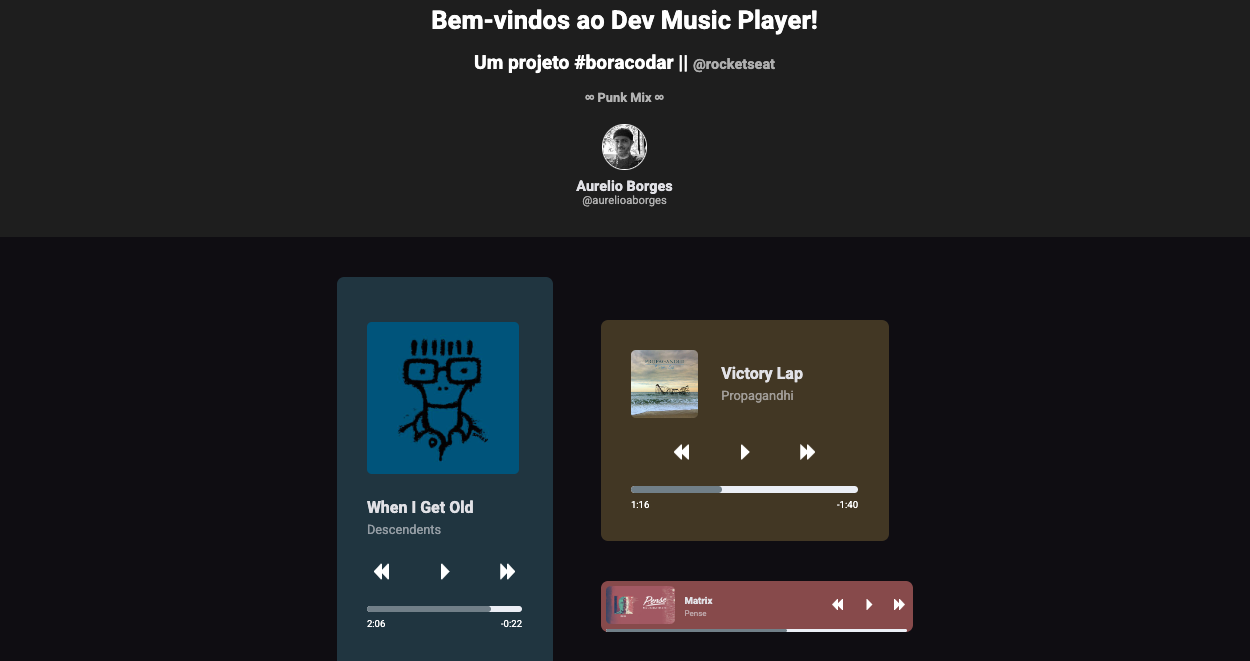 Bem-vindos ao Dev Music Player!
Um projeto #boracodar || @rocketseat
∞ Punk Mix ∞
Aurelio Borges
@aurelioaborges
When I Get Old
Descendents
2:06 -0:22
Victory Lap
Propagandhi
1:16 -1:40
Pense
Matrix
Pense